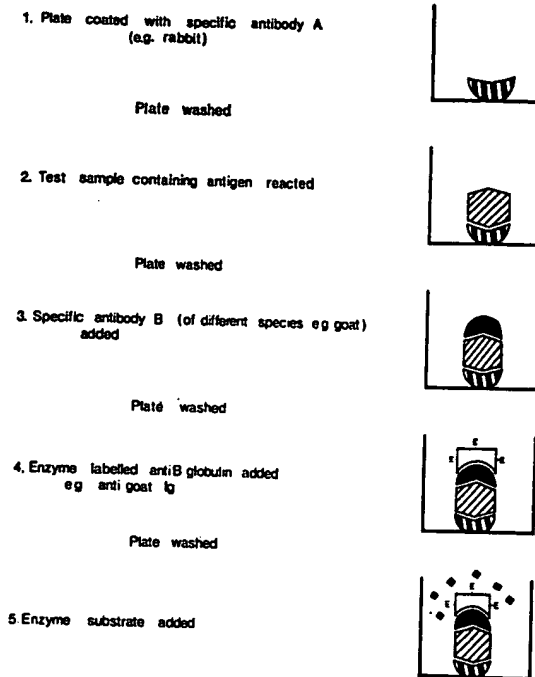 1. Plate coated with specific antibody A
(e.g. rabbit)
Plate washed
2. Test sample containing antigen reacted
Plate washed
3. Specific antibody B (of different species eg goat)
added
Plate washed
4. Enzyme labelled antiB globulin added
eg anti goat Ig
E
E E
Plate washed
5. Enzyme substrate added
E
E E